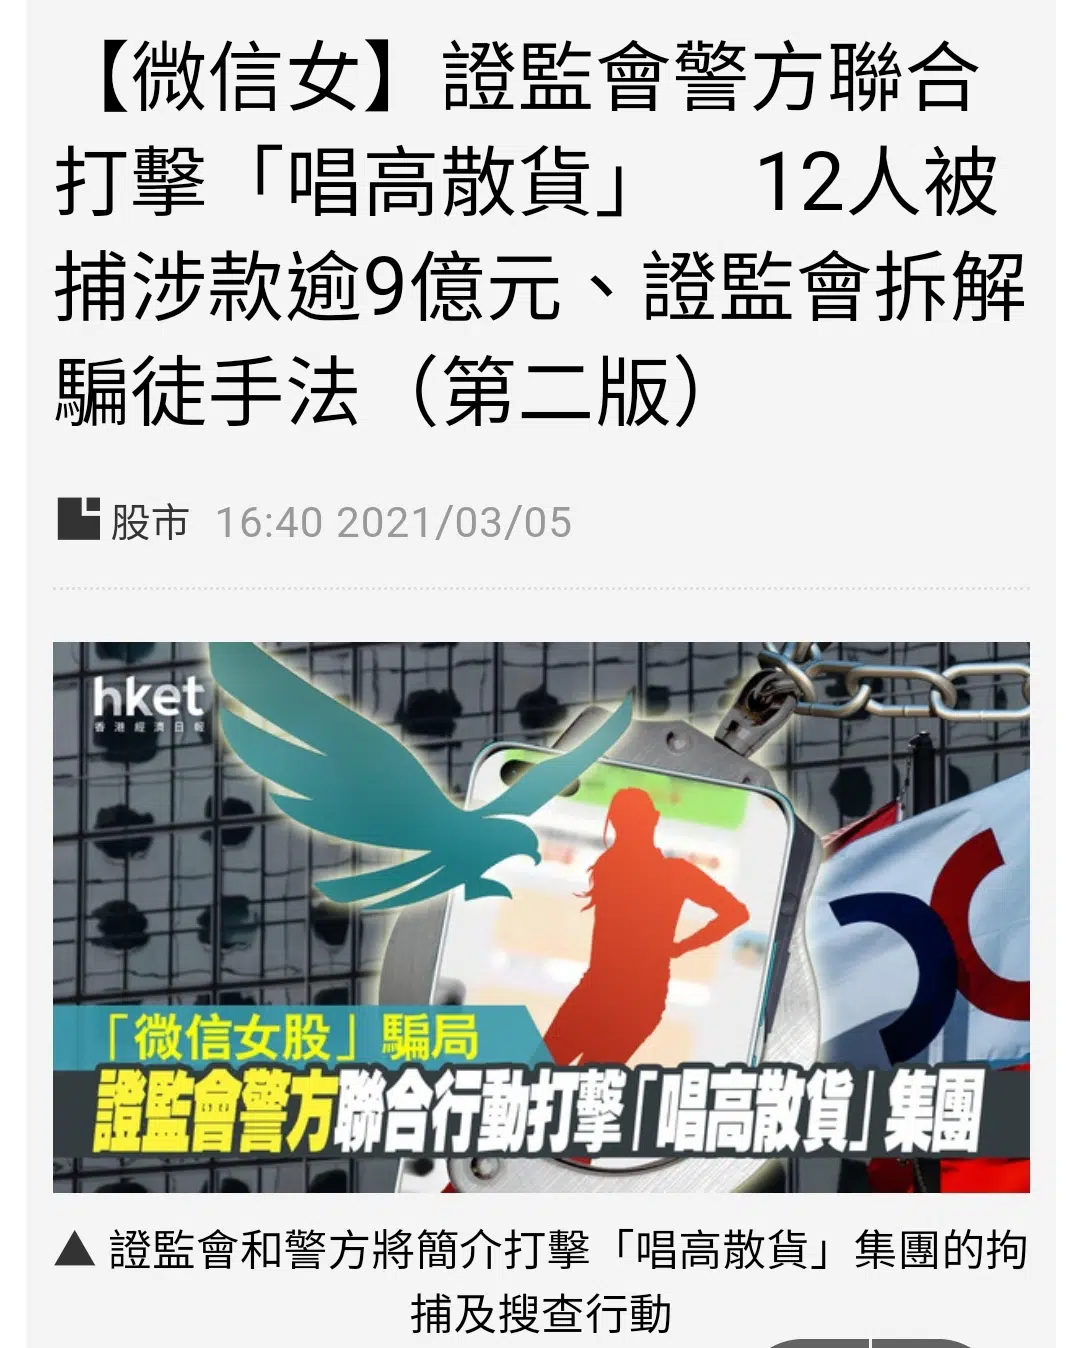 【微信女】證監會警方聯合
打擊「唱高散貨」　12人被
捕涉款逾9億元、證監會拆解
騙徒手法（第二版）
股市 16:40 2021/03/05
hket
香港經濟日報
「微信女股」騙局
證監會警方聯合行動打擊「唱高散貨」集團
▲ 證監會和警方將簡介打擊「唱高散貨」集團的拘
捕及搜查行動